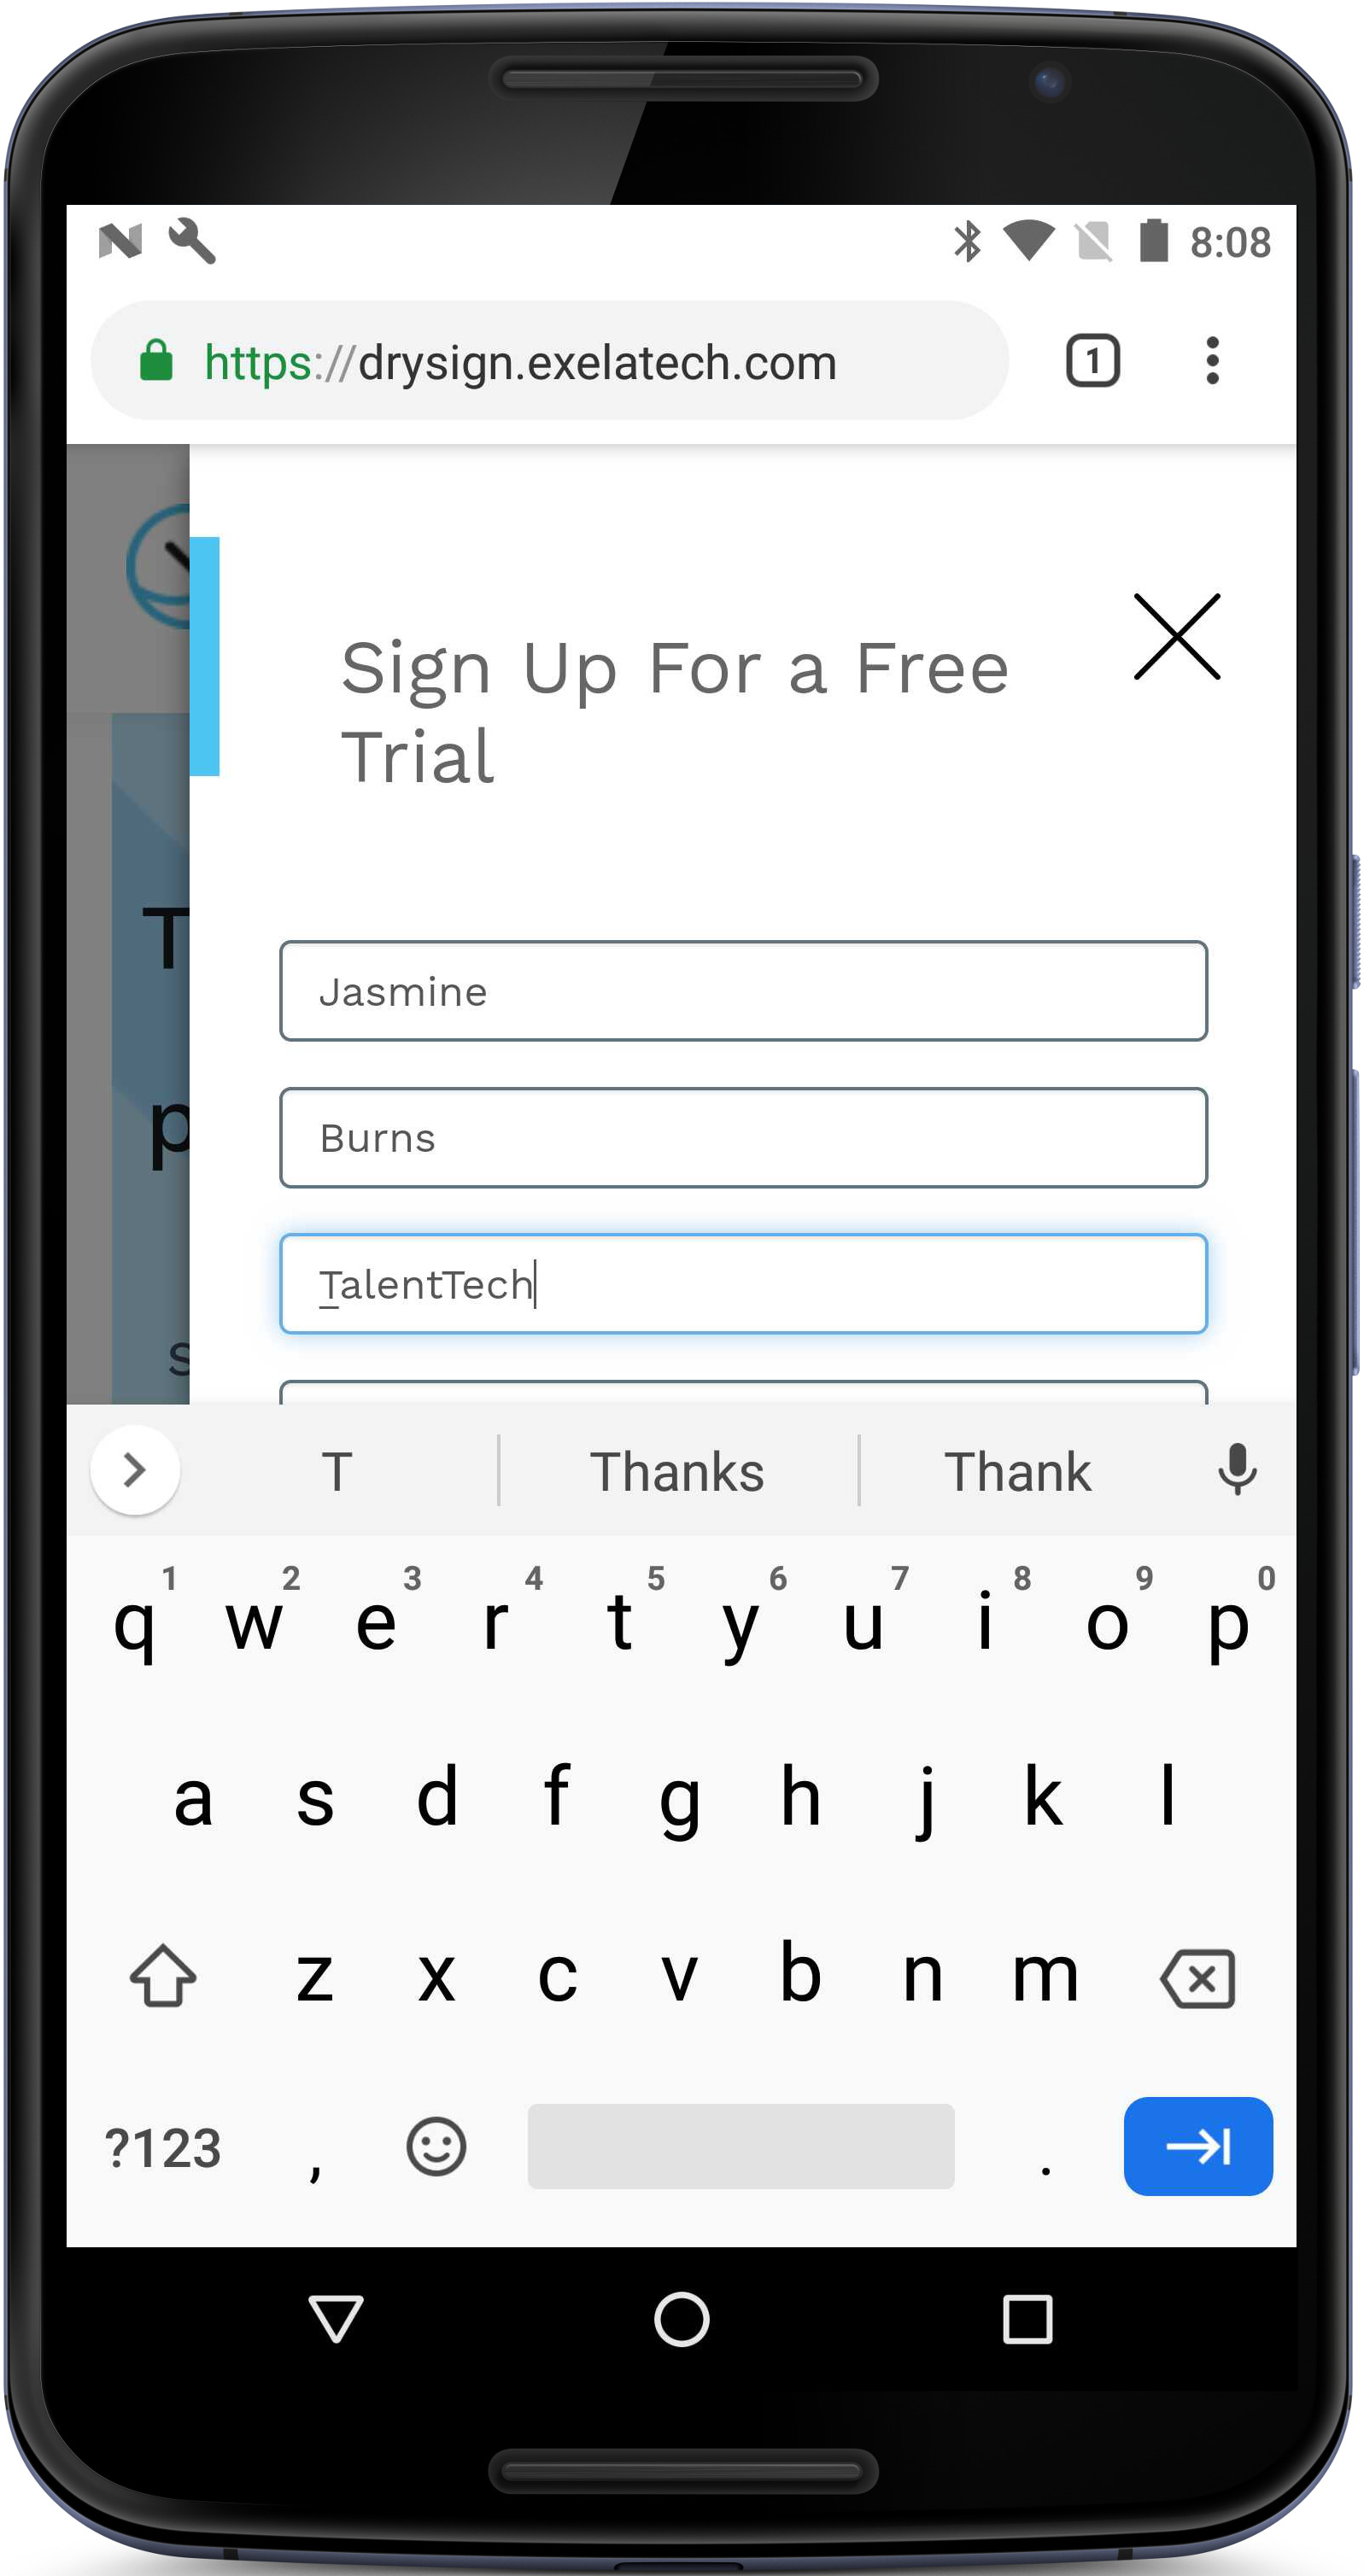 8:08
https://drysign.exelatech.com
1
Sign Up For a Free
Trial
T
p
s
Jasmine
Burns
TalentTech
T Thanks Thank
1 2 3 4 5 6 7 8 9 0
q w e r t y u i o p
a s d f g h j k l
z x c v b n m
?123 , .